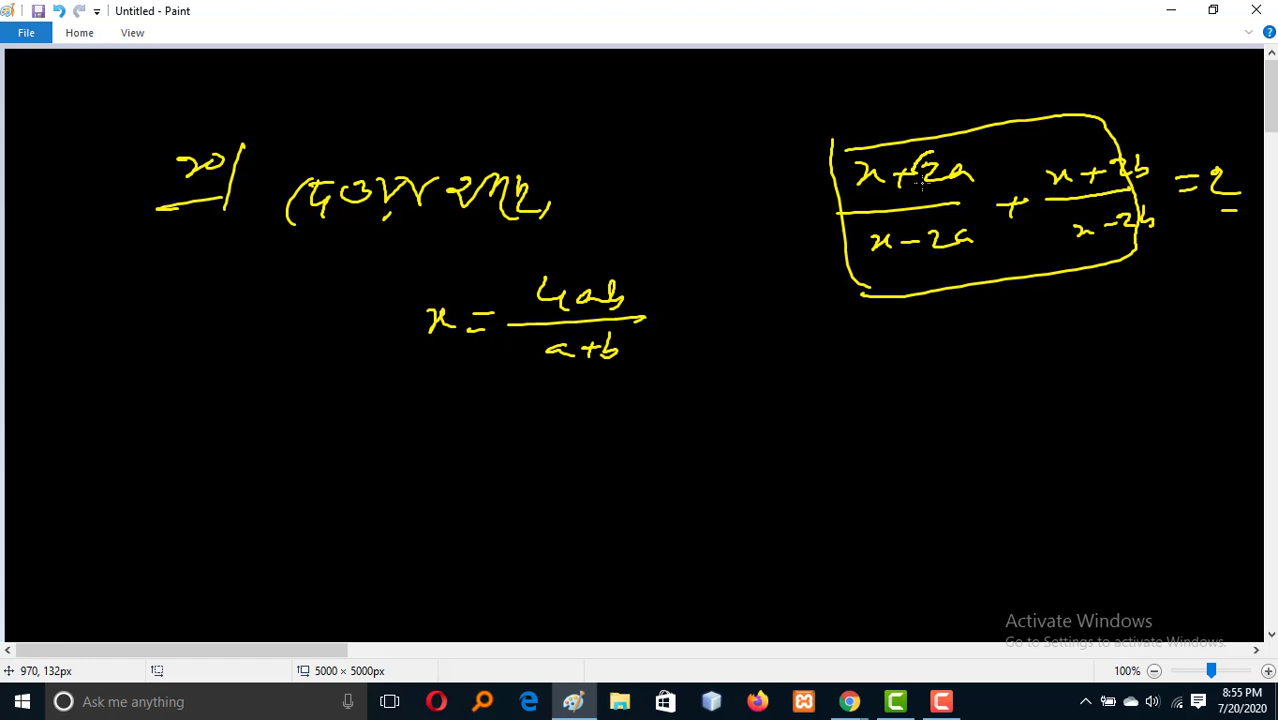 Untitled - Paint
File Home View
20/
x+2a/x-2a + x+2b/x-2b = 2
x = 4ab/a+b
Activate Windows
Go to Settings to activate Windows.
970, 132px
5000 × 5000px
100%
Ask me anything
8:55 PM
7/20/2020